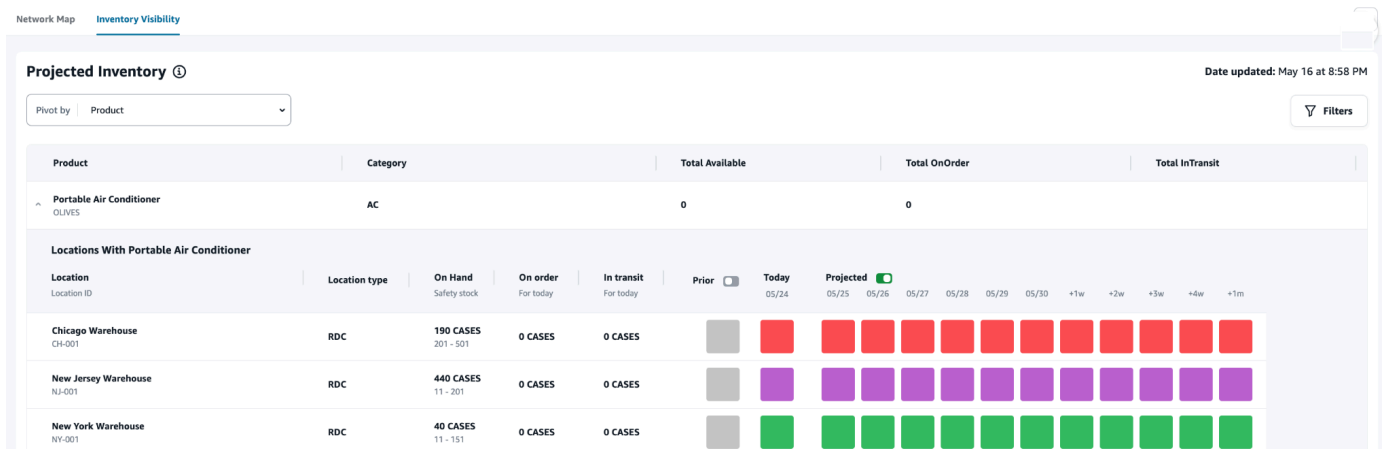 Network Map Inventory Visibility
Projected Inventory
Date updated: May 16 at 8:58 PM
Pivot by Product
Filters
Product Category Total Available Total OnOrder Total InTransit
Portable Air Conditioner AC 0 0
OLIVES
Locations With Portable Air Conditioner
Location Location type On Hand On order In transit Prior Today Projected
Location ID Safety stock For today For today 05/24 05/25 05/26 05/27 05/28 05/29 05/30 +1w +2w +3w +4w +1m
Chicago Warehouse RDC 190 CASES 0 CASES 0 CASES
CH-001 201 - 501
New Jersey Warehouse RDC 440 CASES 0 CASES 0 CASES
NJ-001 11 - 201
New York Warehouse RDC 40 CASES 0 CASES 0 CASES
NY-001 11 - 151